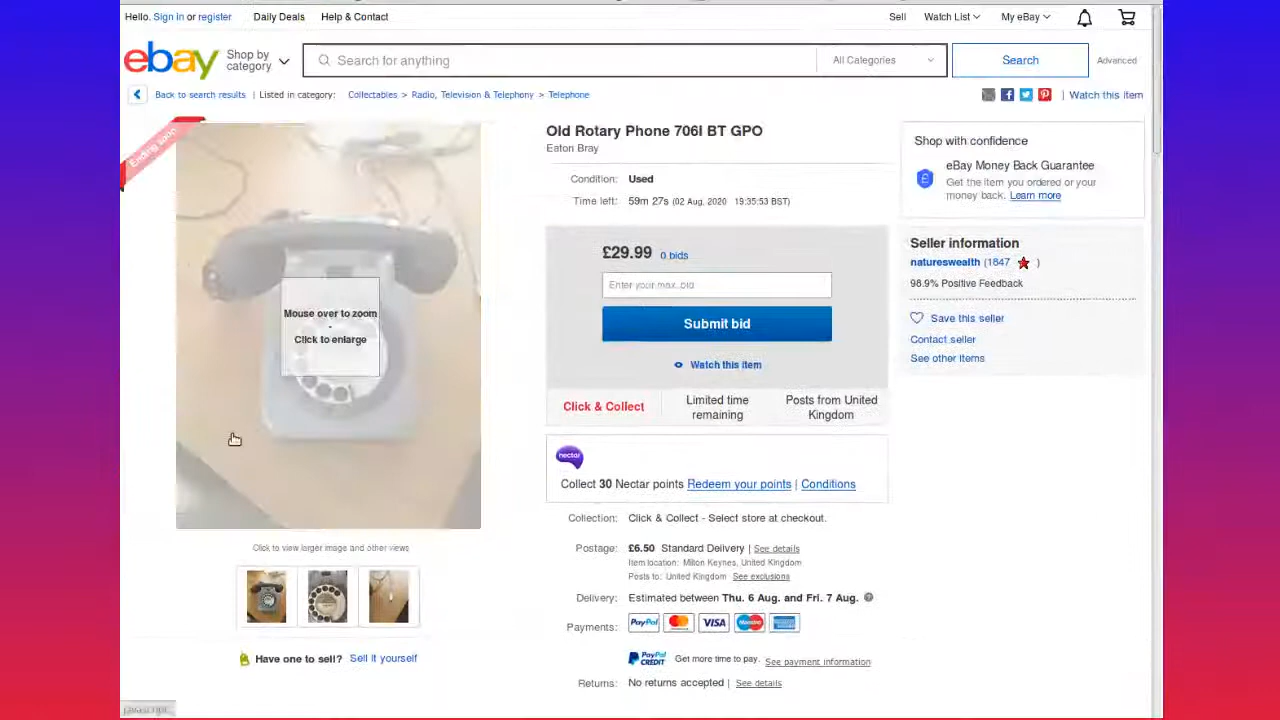 Hello. Sign in or register Daily Deals Help & Contact Sell Watch List My eBay
ebay Shop by category Search for anything All Categories Search Advanced
Back to search results | Listed in category: Collectables > Radio, Television & Telephony > Telephone | Watch this item
Ending soon
Old Rotary Phone 706l BT GPO
Eaton Bray
Condition: Used
Time left: 59m 27s (02 Aug, 2020 19:35:53 BST)
£29.99 0 bids
Enter your max. bid
Submit bid
Watch this item
Click & Collect
Limited time remaining
Posts from United Kingdom
Mouse over to zoom
-
Click to enlarge
nectar
Collect 30 Nectar points Redeem your points | Conditions
Collection: Click & Collect - Select store at checkout.
Postage: £6.50 Standard Delivery | See details
Item location: Milton Keynes, United Kingdom
Posts to: United Kingdom See exclusions
Delivery: Estimated between Thu. 6 Aug. and Fri. 7 Aug.
Payments: PayPal VISA
PayPal CREDIT Get more time to pay. See payment information
Returns: No returns accepted | See details
Click to view larger image and other views
Have one to sell? Sell it yourself
Shop with confidence
eBay Money Back Guarantee
Get the item you ordered or your
money back. Learn more
Seller information
natureswealth (1847 )
98.9% Positive Feedback
Save this seller
Contact seller
See other items